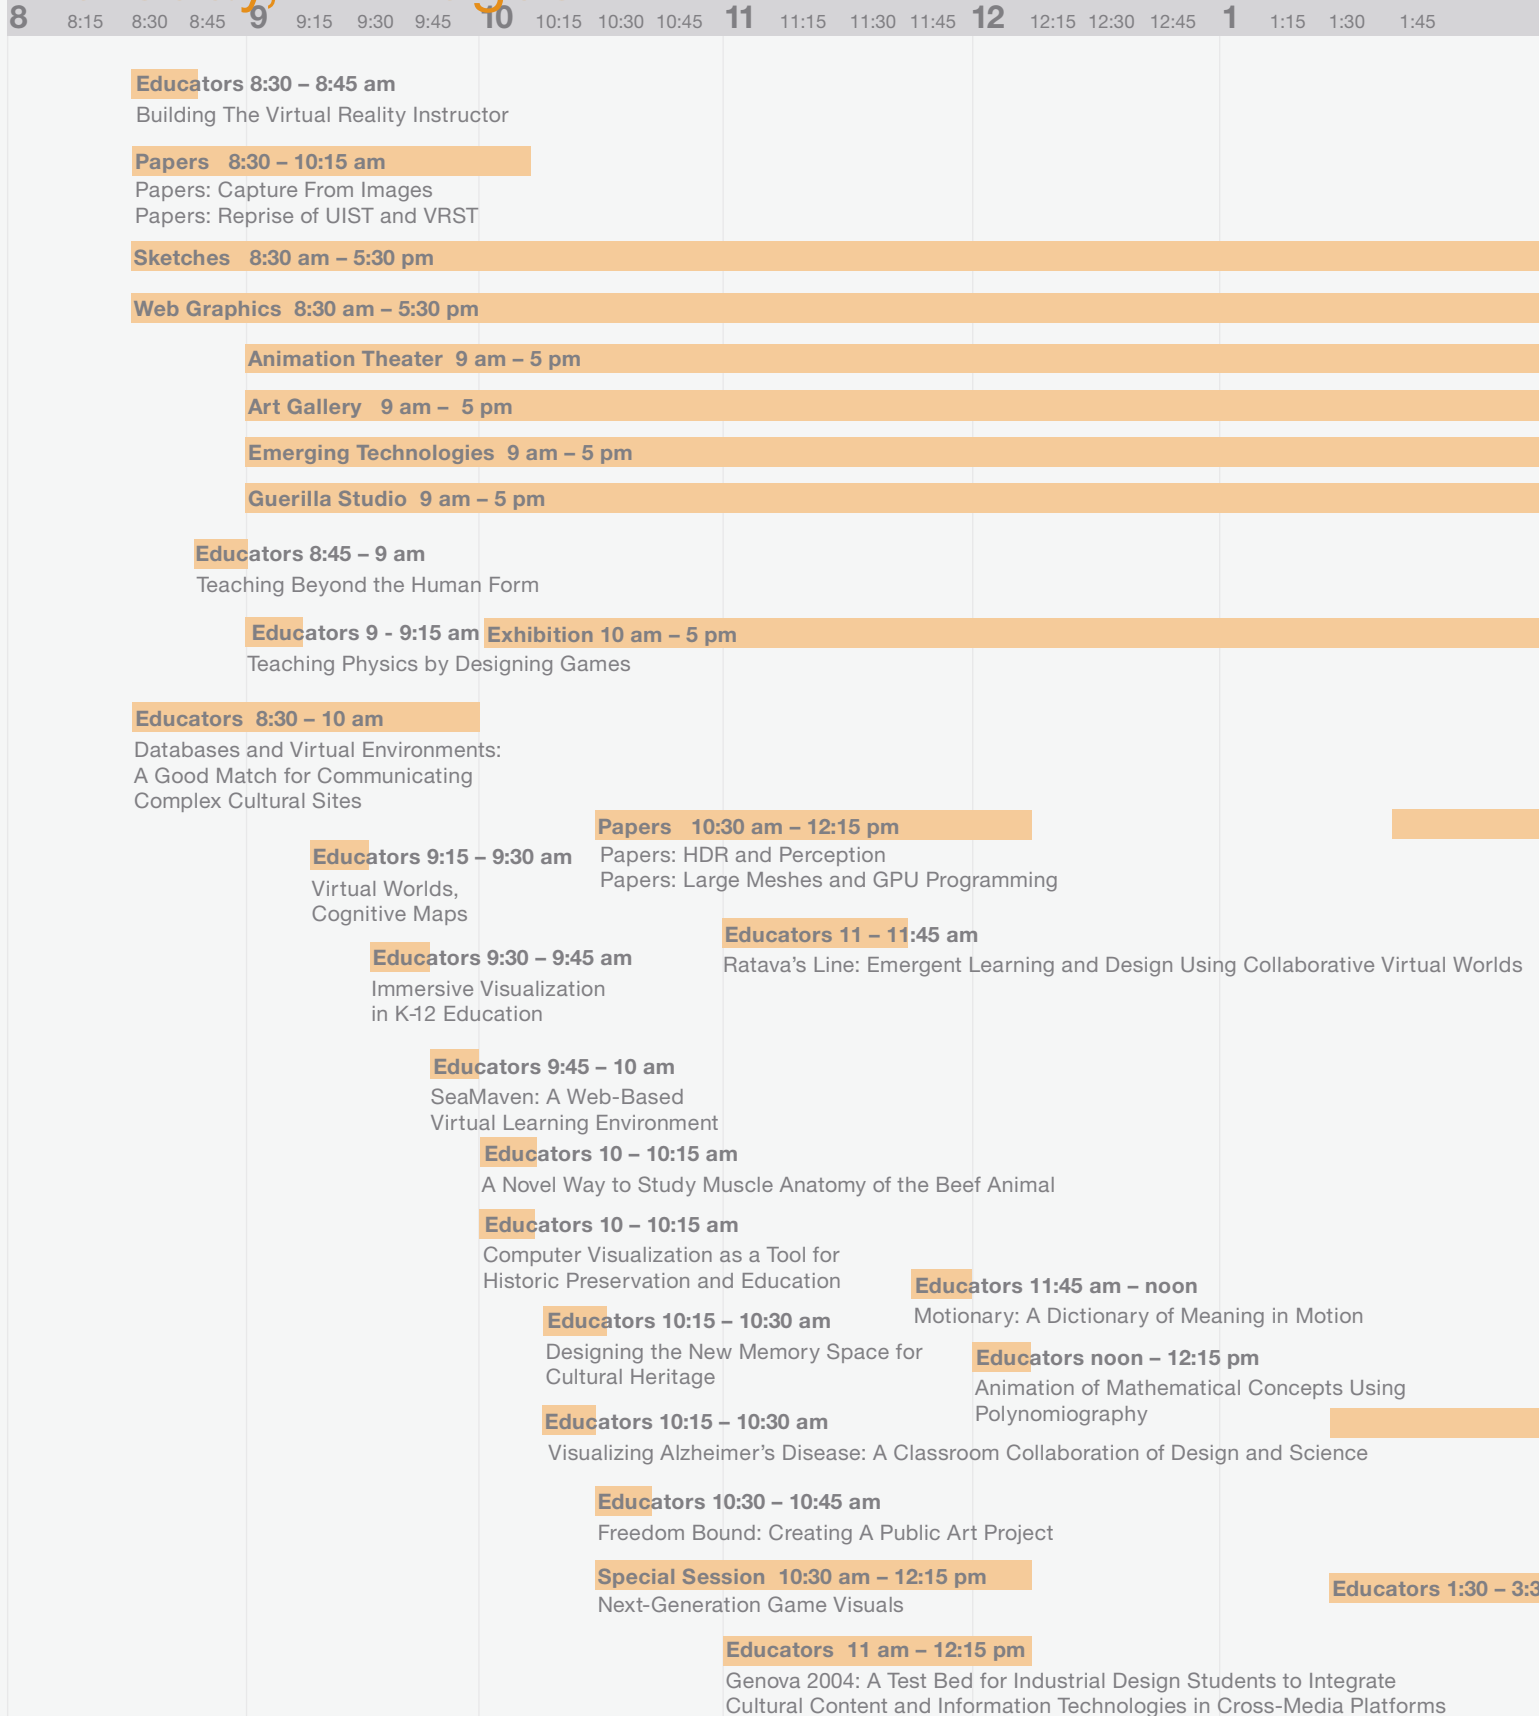 8 8:15 8:30 8:45 9 9:15 9:30 9:45 10 10:15 10:30 10:45 11 11:15 11:30 11:45 12 12:15 12:30 12:45 1 1:15 1:30 1:45
Educators 8:30 – 8:45 am
Building The Virtual Reality Instructor
Papers 8:30 – 10:15 am
Papers: Capture From Images
Papers: Reprise of UIST and VRST
Sketches 8:30 am – 5:30 pm
Web Graphics 8:30 am – 5:30 pm
Animation Theater 9 am – 5 pm
Art Gallery 9 am – 5 pm
Emerging Technologies 9 am – 5 pm
Guerilla Studio 9 am – 5 pm
Educators 8:45 – 9 am
Teaching Beyond the Human Form
Educators 9 - 9:15 am
Teaching Physics by Designing Games
Exhibition 10 am – 5 pm
Educators 8:30 – 10 am
Databases and Virtual Environments:
A Good Match for Communicating
Complex Cultural Sites
Papers 10:30 am – 12:15 pm
Papers: HDR and Perception
Papers: Large Meshes and GPU Programming
Educators 9:15 – 9:30 am
Virtual Worlds,
Cognitive Maps
Educators 11 – 11:45 am
Ratava’s Line: Emergent Learning and Design Using Collaborative Virtual Worlds
Educators 9:30 – 9:45 am
Immersive Visualization
in K-12 Education
Educators 9:45 – 10 am
SeaMaven: A Web-Based
Virtual Learning Environment
Educators 10 – 10:15 am
A Novel Way to Study Muscle Anatomy of the Beef Animal
Educators 10 – 10:15 am
Computer Visualization as a Tool for
Historic Preservation and Education
Educators 11:45 am – noon
Motionary: A Dictionary of Meaning in Motion
Educators 10:15 – 10:30 am
Designing the New Memory Space for
Cultural Heritage
Educators noon – 12:15 pm
Animation of Mathematical Concepts Using
Polynomiography
Educators 10:15 – 10:30 am
Visualizing Alzheimer’s Disease: A Classroom Collaboration of Design and Science
Educators 10:30 – 10:45 am
Freedom Bound: Creating A Public Art Project
Special Session 10:30 am – 12:15 pm
Next-Generation Game Visuals
Educators 1:30 – 3:3
Educators 11 am – 12:15 pm
Genova 2004: A Test Bed for Industrial Design Students to Integrate
Cultural Content and Information Technologies in Cross-Media Platforms